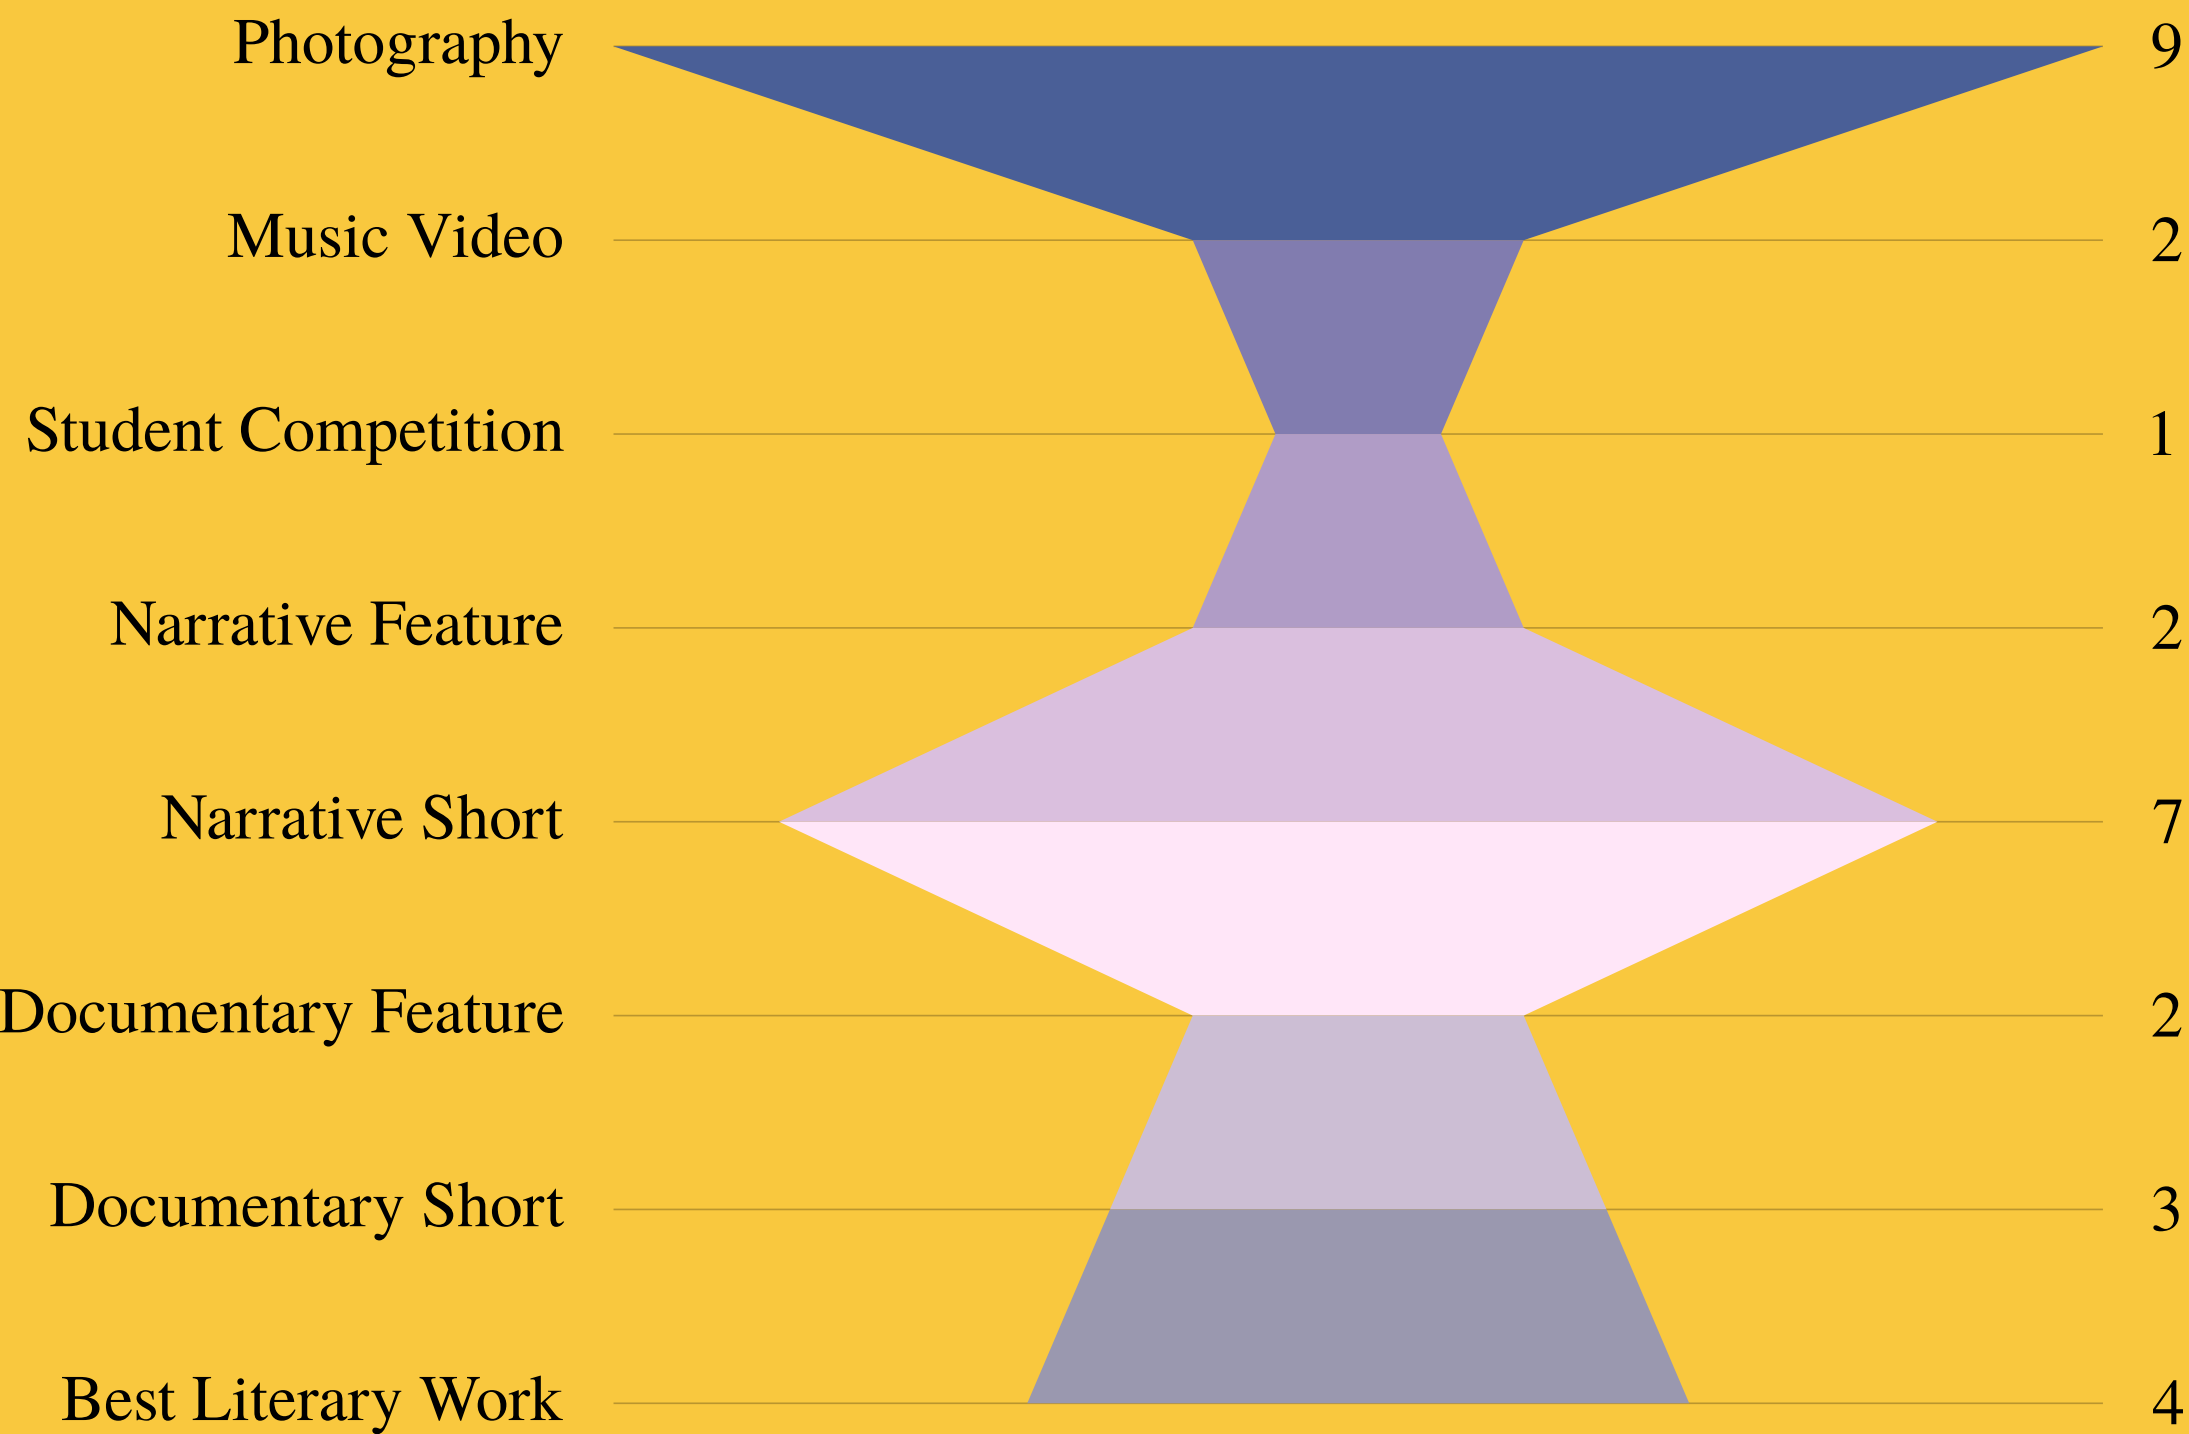 Photography 9
Music Video 2
Student Competition 1
Narrative Feature 2
Narrative Short 7
Documentary Feature 2
Documentary Short 3
Best Literary Work 4